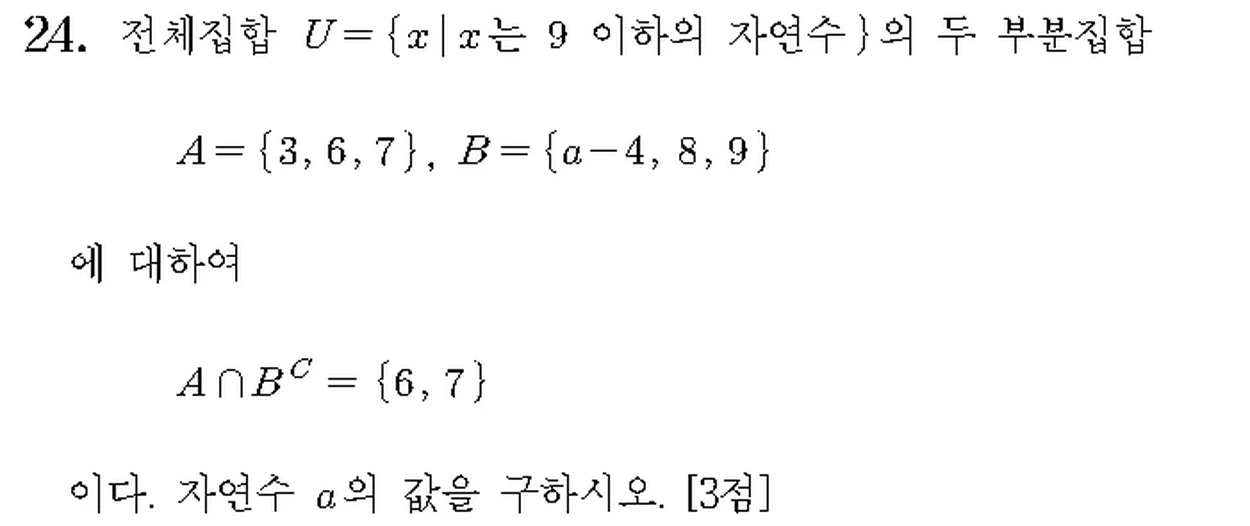 24. 전체집합 U={x|x는 9 이하의 자연수}의 두 부분집합
A={3, 6, 7}, B={a-4, 8, 9}
에 대하여
A∩B^C = {6, 7}
이다. 자연수 a의 값을 구하시오. [3점]